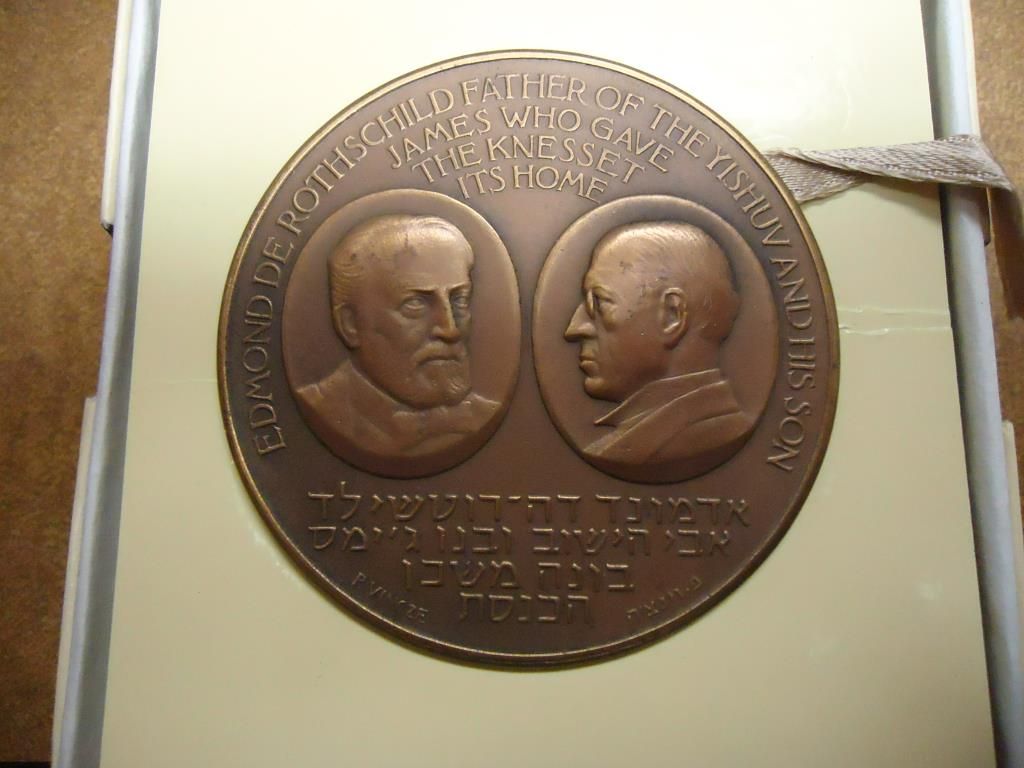 EDMOND DE ROTHSCHILD FATHER OF THE YISHUV AND HIS SON
JAMES WHO GAVE
THE KNESSET
ITS HOME
אדמונד דה־רוטשילד
אבי הישוב ובנו ג'יימס
בונה משכן
הכנסת
P. VINCZE